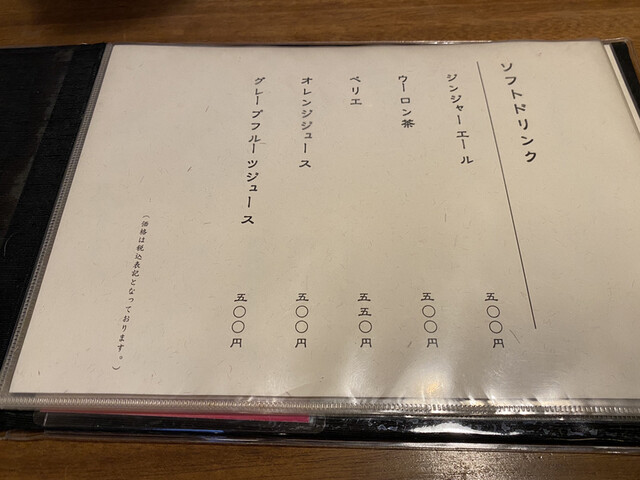 ソフトドリンク
ジンジャーエール 五〇〇円
ウーロン茶 五〇〇円
ペリエ 五五〇円
オレンジジュース 五〇〇円
グレープフルーツジュース 五〇〇円
（価格は税込表記となっております。）